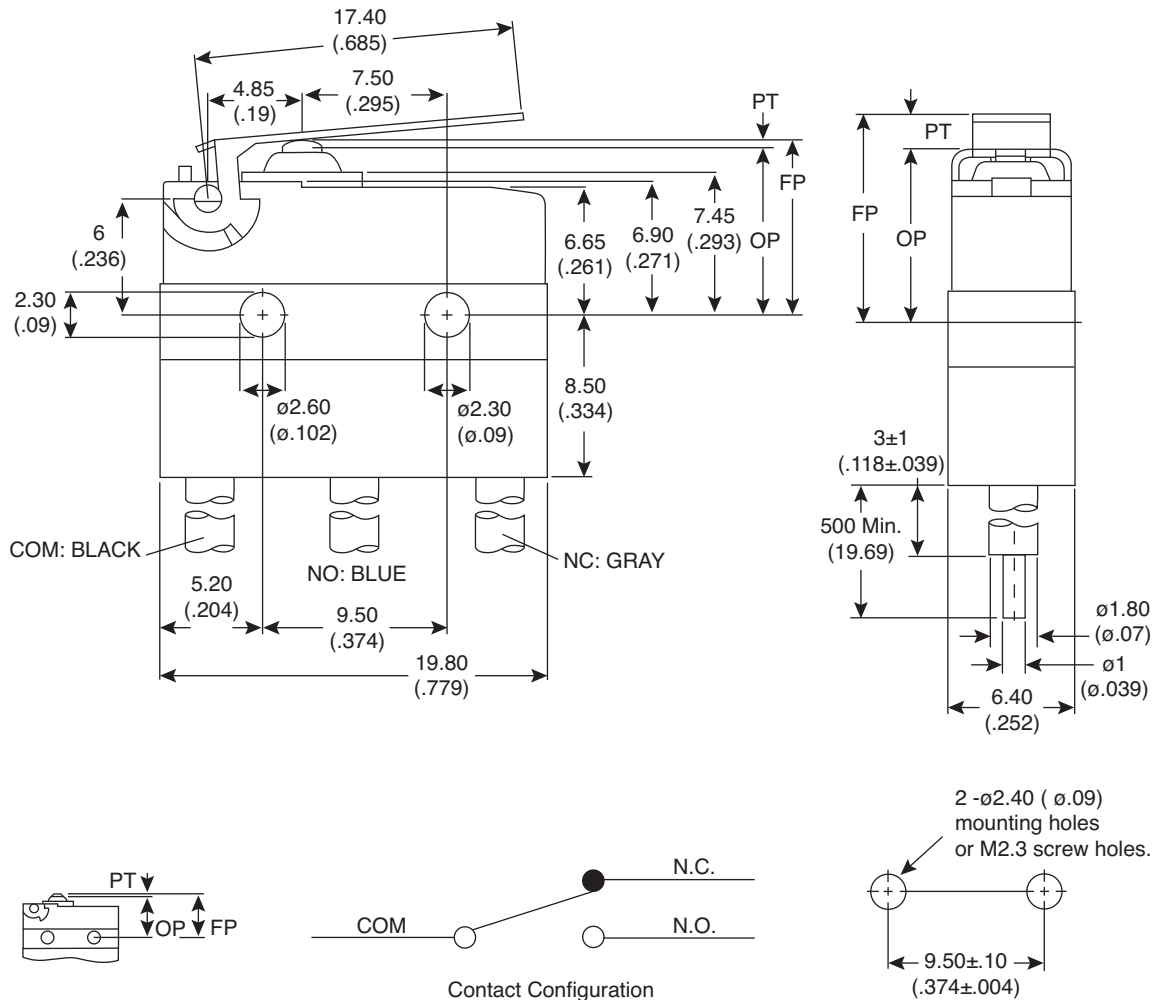 17.40
(.685)
4.85
(.19)
7.50
(.295)
PT
FP
OP
7.45
(.293)
6.90
(.271)
6.65
(.261)
6
(.236)
2.30
(.09)
ø2.60
(ø.102)
ø2.30
(ø.09)
8.50
(.334)
COM: BLACK
NO: BLUE
NC: GRAY
5.20
(.204)
9.50
(.374)
19.80
(.779)
PT
FP
OP
3±1
(.118±.039)
500 Min.
(19.69)
ø1.80
(ø.07)
ø1
(ø.039)
6.40
(.252)
PT
OP
FP
COM
N.C.
N.O.
Contact Configuration
2 -ø2.40 ( ø.09)
mounting holes
or M2.3 screw holes.
9.50±.10
(.374±.004)